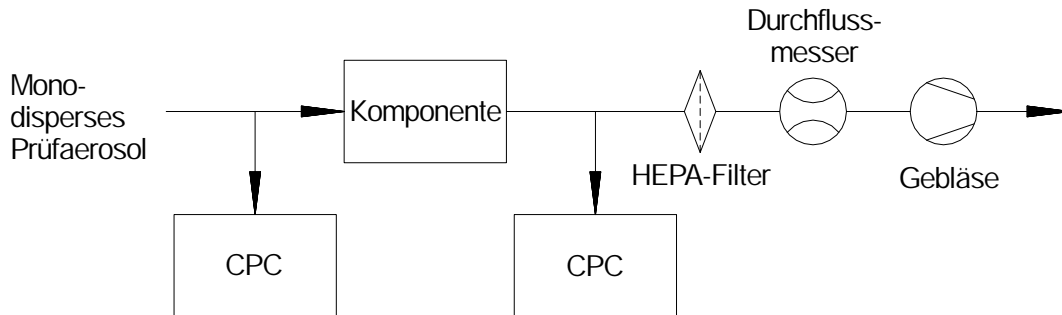 Mono-
disperses
Prüfaerosol
Komponente
Durchfluss-
messer
HEPA-Filter
Gebläse
CPC
CPC